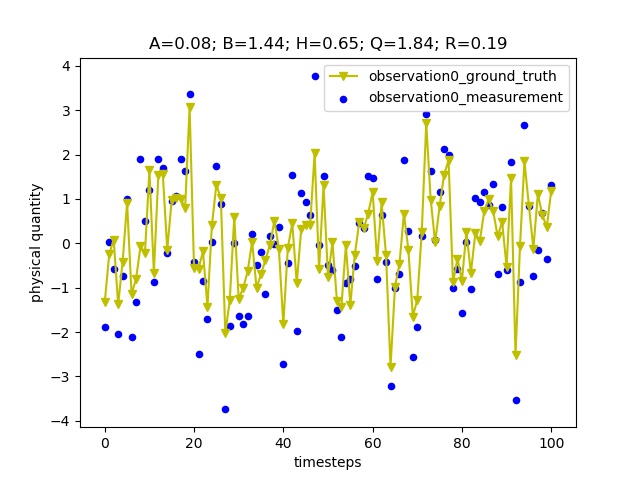 A=0.08; B=1.44; H=0.65; Q=1.84; R=0.19
observation0_ground_truth
observation0_measurement
physical quantity
4
3
2
1
0
−1
−2
−3
−4
0 20 40 60 80 100
timesteps